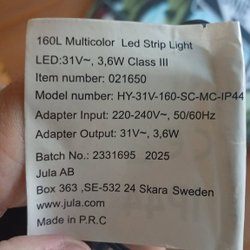 160L Multicolor Led Strip Light
LED:31V~, 3,6W Class III
Item number: 021650
Model number: HY-31V-160-SC-MC-IP44
Adapter Input: 220-240V~, 50/60Hz
Adapter Output: 31V~, 3,6W
Batch No.: 2331695 2025
Jula AB
Box 363 ,SE-532 24 Skara Sweden
www.jula.com
Made in P.R.C